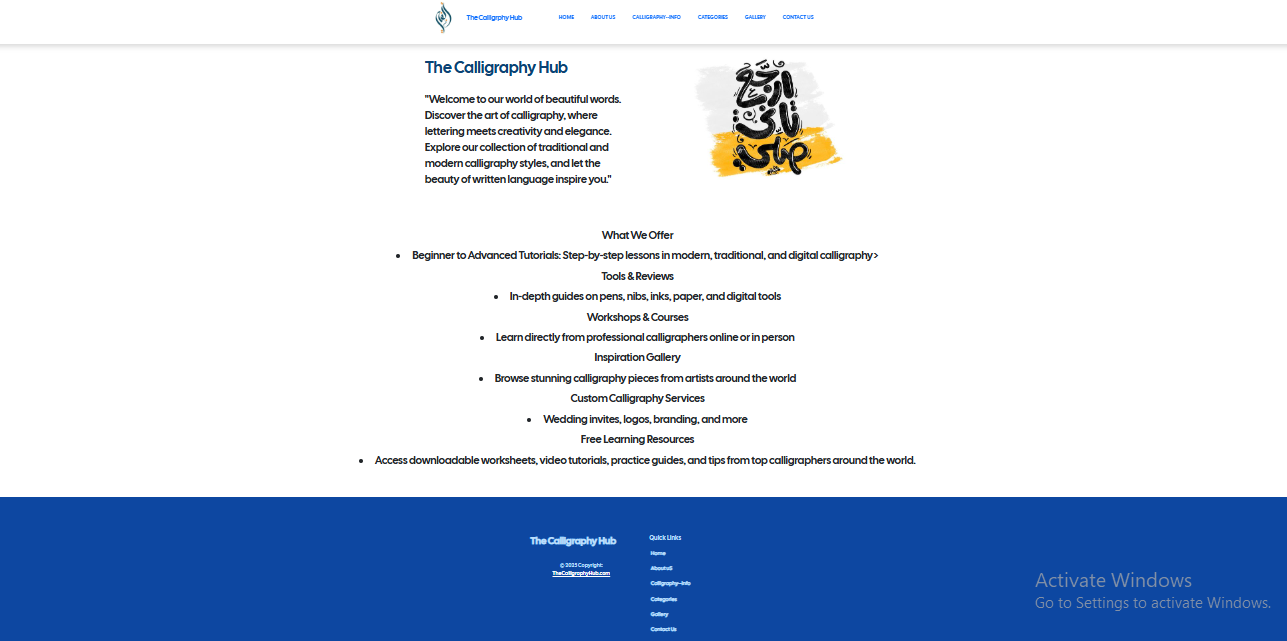 The Calligrphy Hub
HOME ABOUT US CALLIGRAPHY-INFO CATEGORIES GALLERY CONTACT US
The Calligraphy Hub
"Welcome to our world of beautiful words.
Discover the art of calligraphy, where
lettering meets creativity and elegance.
Explore our collection of traditional and
modern calligraphy styles, and let the
beauty of written language inspire you."
What We Offer
• Beginner to Advanced Tutorials: Step-by-step lessons in modern, traditional, and digital calligraphy>
Tools & Reviews
• In-depth guides on pens, nibs, inks, paper, and digital tools
Workshops & Courses
• Learn directly from professional calligraphers online or in person
Inspiration Gallery
• Browse stunning calligraphy pieces from artists around the world
Custom Calligraphy Services
• Wedding invites, logos, branding, and more
Free Learning Resources
• Access downloadable worksheets, video tutorials, practice guides, and tips from top calligraphers around the world.
The Calligraphy Hub
© 2023 Copyright:
TheCalligraphyHub.com
Quick Links
Home
About uS
Calligraphy-Info
Categories
Gallery
Contact Us
Activate Windows
Go to Settings to activate Windows.